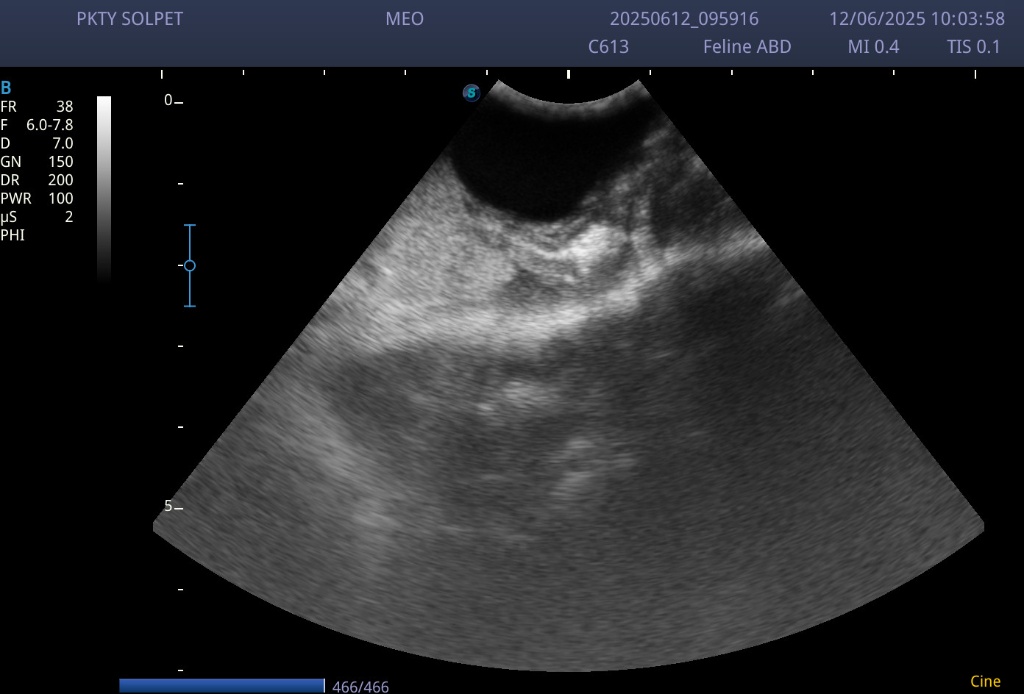 PKTY SOLPET MEO 20250612_095916 12/06/2025 10:03:58
C613 Feline ABD MI 0.4 TIS 0.1
B
FR 38
F 6.0-7.8
D 7.0
GN 150
DR 200
PWR 100
µS 2
PHI
0
S
5
466/466
Cine